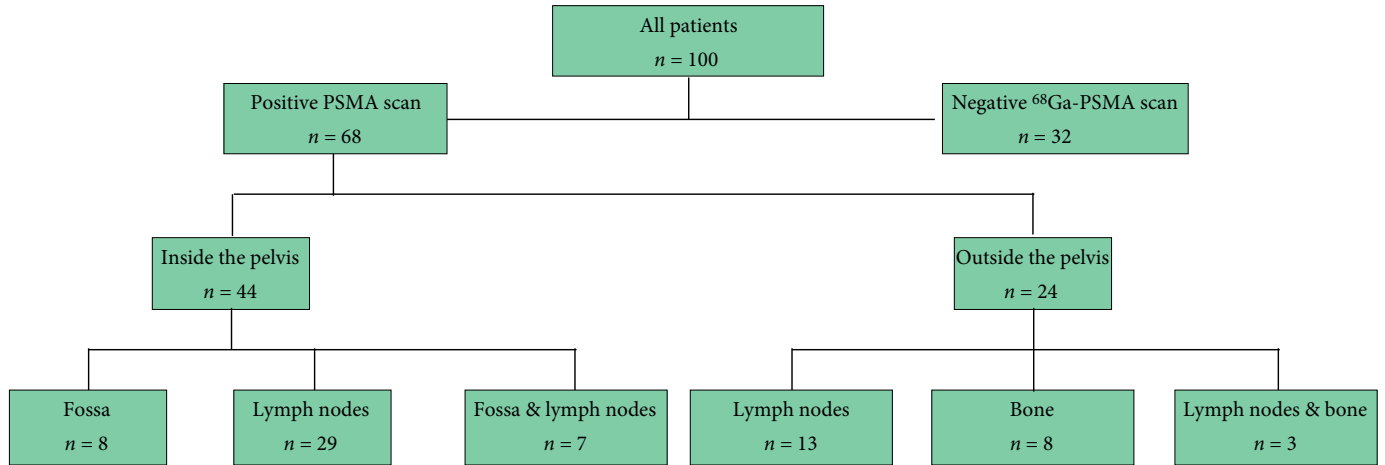 All patients
n = 100
Positive PSMA scan
n = 68
Negative ⁶⁸Ga-PSMA scan
n = 32
Inside the pelvis
n = 44
Outside the pelvis
n = 24
Fossa
n = 8
Lymph nodes
n = 29
Fossa & lymph nodes
n = 7
Lymph nodes
n = 13
Bone
n = 8
Lymph nodes & bone
n = 3